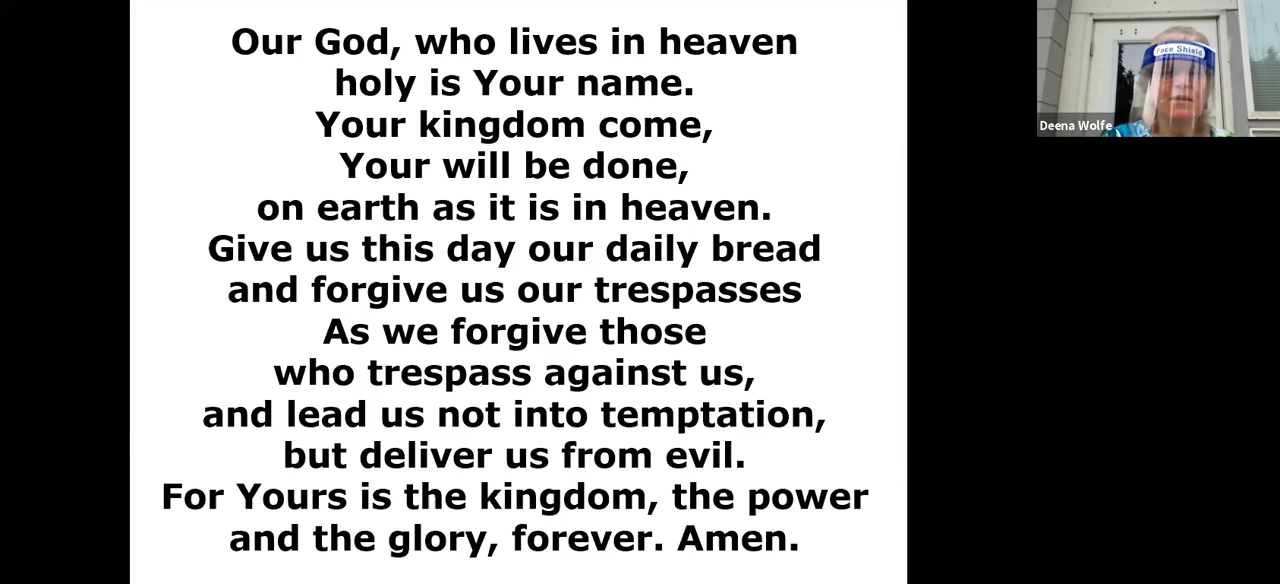 Our God, who lives in heaven
holy is Your name.
Your kingdom come,
Your will be done,
on earth as it is in heaven.
Give us this day our daily bread
and forgive us our trespasses
As we forgive those
who trespass against us,
and lead us not into temptation,
but deliver us from evil.
For Yours is the kingdom, the power
and the glory, forever. Amen.
Face Shield
Deena Wolfe